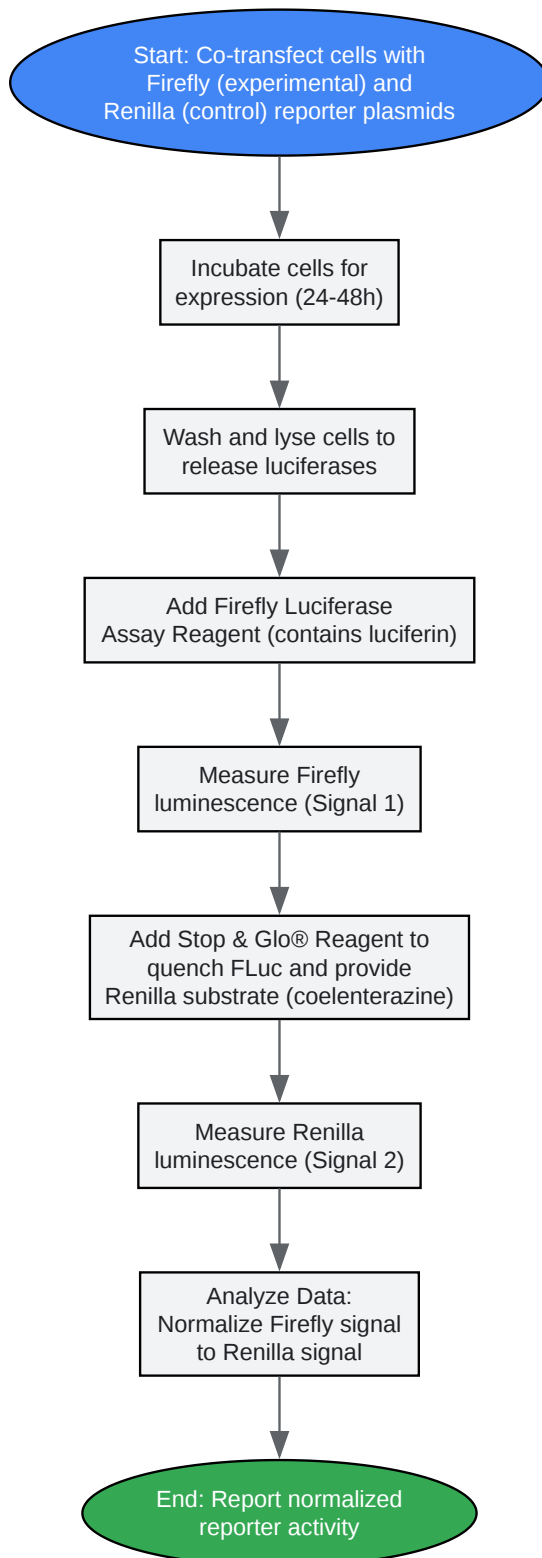 Start: Co-transfect cells with
Firefly (experimental) and
Renilla (control) reporter plasmids
Incubate cells for
expression (24-48h)
Wash and lyse cells to
release luciferases
Add Firefly Luciferase
Assay Reagent (contains luciferin)
Measure Firefly
luminescence (Signal 1)
Add Stop & Glo® Reagent to
quench FLuc and provide
Renilla substrate (coelenterazine)
Measure Renilla
luminescence (Signal 2)
Analyze Data:
Normalize Firefly signal
to Renilla signal
End: Report normalized
reporter activity